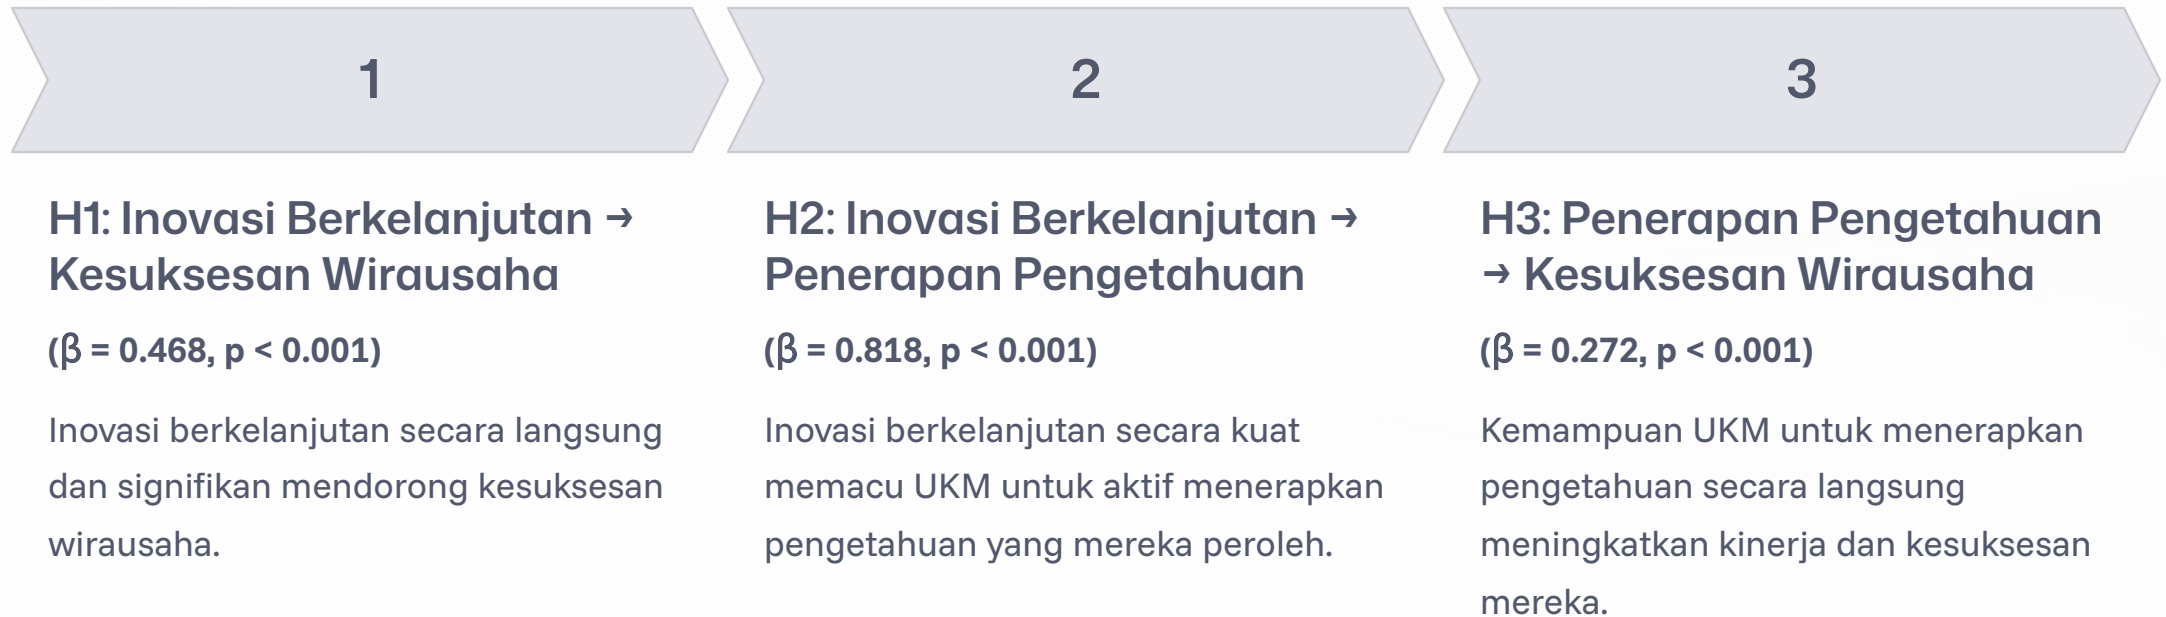 1
H1: Inovasi Berkelanjutan →
Kesuksesan Wirausaha
(β = 0.468, p < 0.001)
Inovasi berkelanjutan secara langsung
dan signifikan mendorong kesuksesan
wirausaha.
2
H2: Inovasi Berkelanjutan →
Penerapan Pengetahuan
(β = 0.818, p < 0.001)
Inovasi berkelanjutan secara kuat
memacu UKM untuk aktif menerapkan
pengetahuan yang mereka peroleh.
3
H3: Penerapan Pengetahuan
→ Kesuksesan Wirausaha
(β = 0.272, p < 0.001)
Kemampuan UKM untuk menerapkan
pengetahuan secara langsung
meningkatkan kinerja dan kesuksesan
mereka.